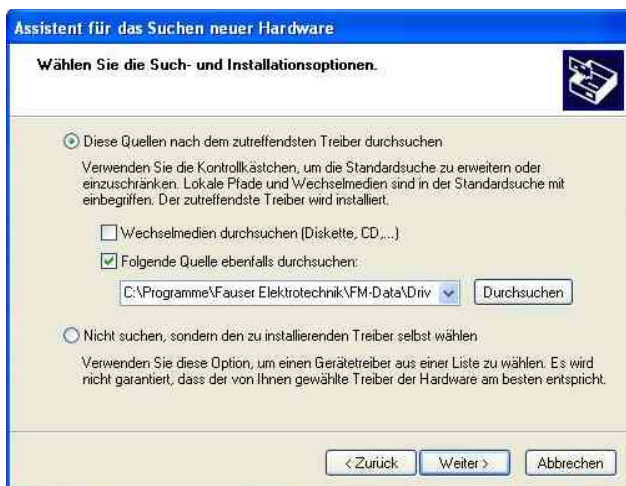 Assistent für das Suchen neuer Hardware
Wählen Sie die Such- und Installationsoptionen.
Diese Quellen nach dem zutreffendsten Treiber durchsuchen
Verwenden Sie die Kontrollkästchen, um die Standardsuche zu erweitern oder
einzuschränken. Lokale Pfade und Wechselmedien sind in der Standardsuche mit
einbegriffen. Der zutreffendste Treiber wird installiert.
Wechselmedien durchsuchen (Diskette, CD,...)
Folgende Quelle ebenfalls durchsuchen:
C:\Programme\Fauser Elektrotechnik\FM-Data\Driv Durchsuchen
Nicht suchen, sondern den zu installierenden Treiber selbst wählen
Verwenden Sie diese Option, um einen Gerätetreiber aus einer Liste zu wählen. Es wird
nicht garantiert, dass der von Ihnen gewählte Treiber der Hardware am besten entspricht.
< Zurück Weiter > Abbrechen